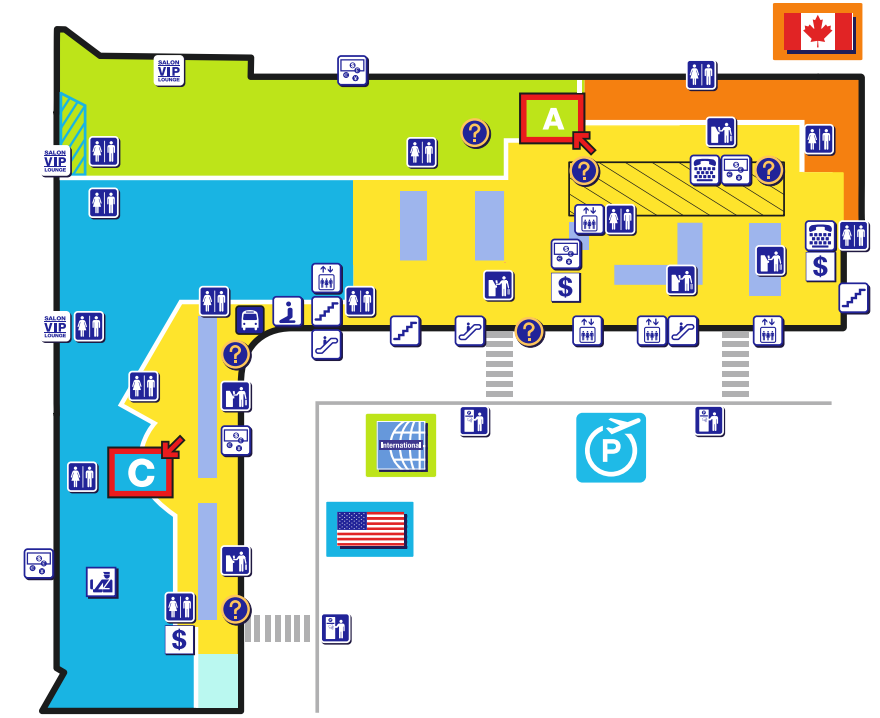 SALON
VIP
LOUNGE
A
?
SALON
VIP
LOUNGE
?
?
$
$
SALON
VIP
LOUNGE
?
?
International
P
C
?
$